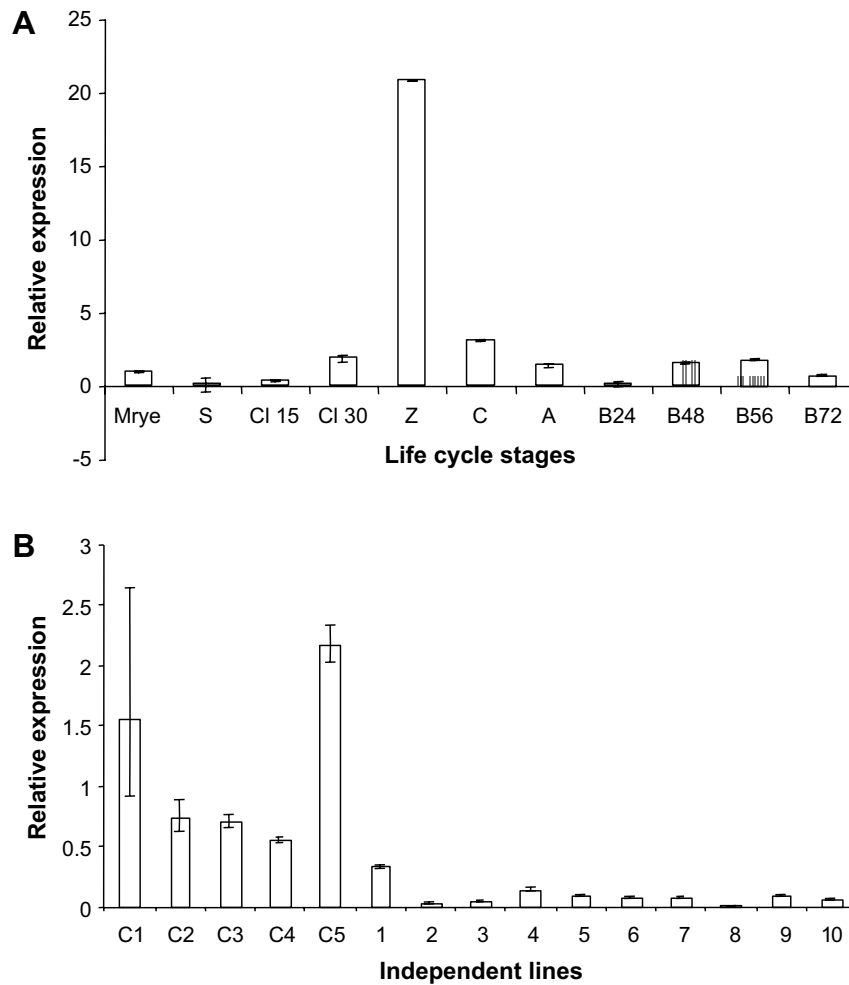 A
Relative expression
25
20
15
10
5
0
-5
Mrye S Cl 15 Cl 30 Z C A B24 B48 B56 B72
Life cycle stages
B
Relative expression
3
2.5
2
1.5
1
0.5
0
C1 C2 C3 C4 C5 1 2 3 4 5 6 7 8 9 10
Independent lines